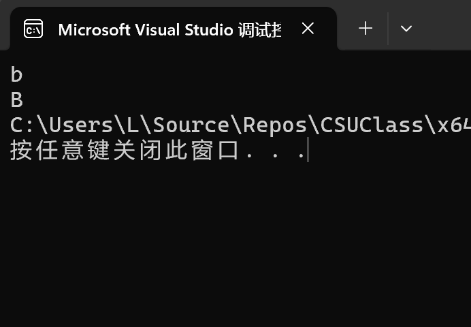 Microsoft Visual Studio 调试
b
B
C:\Users\L\Source\Repos\CSUClass\x64
按任意键关闭此窗口. . .